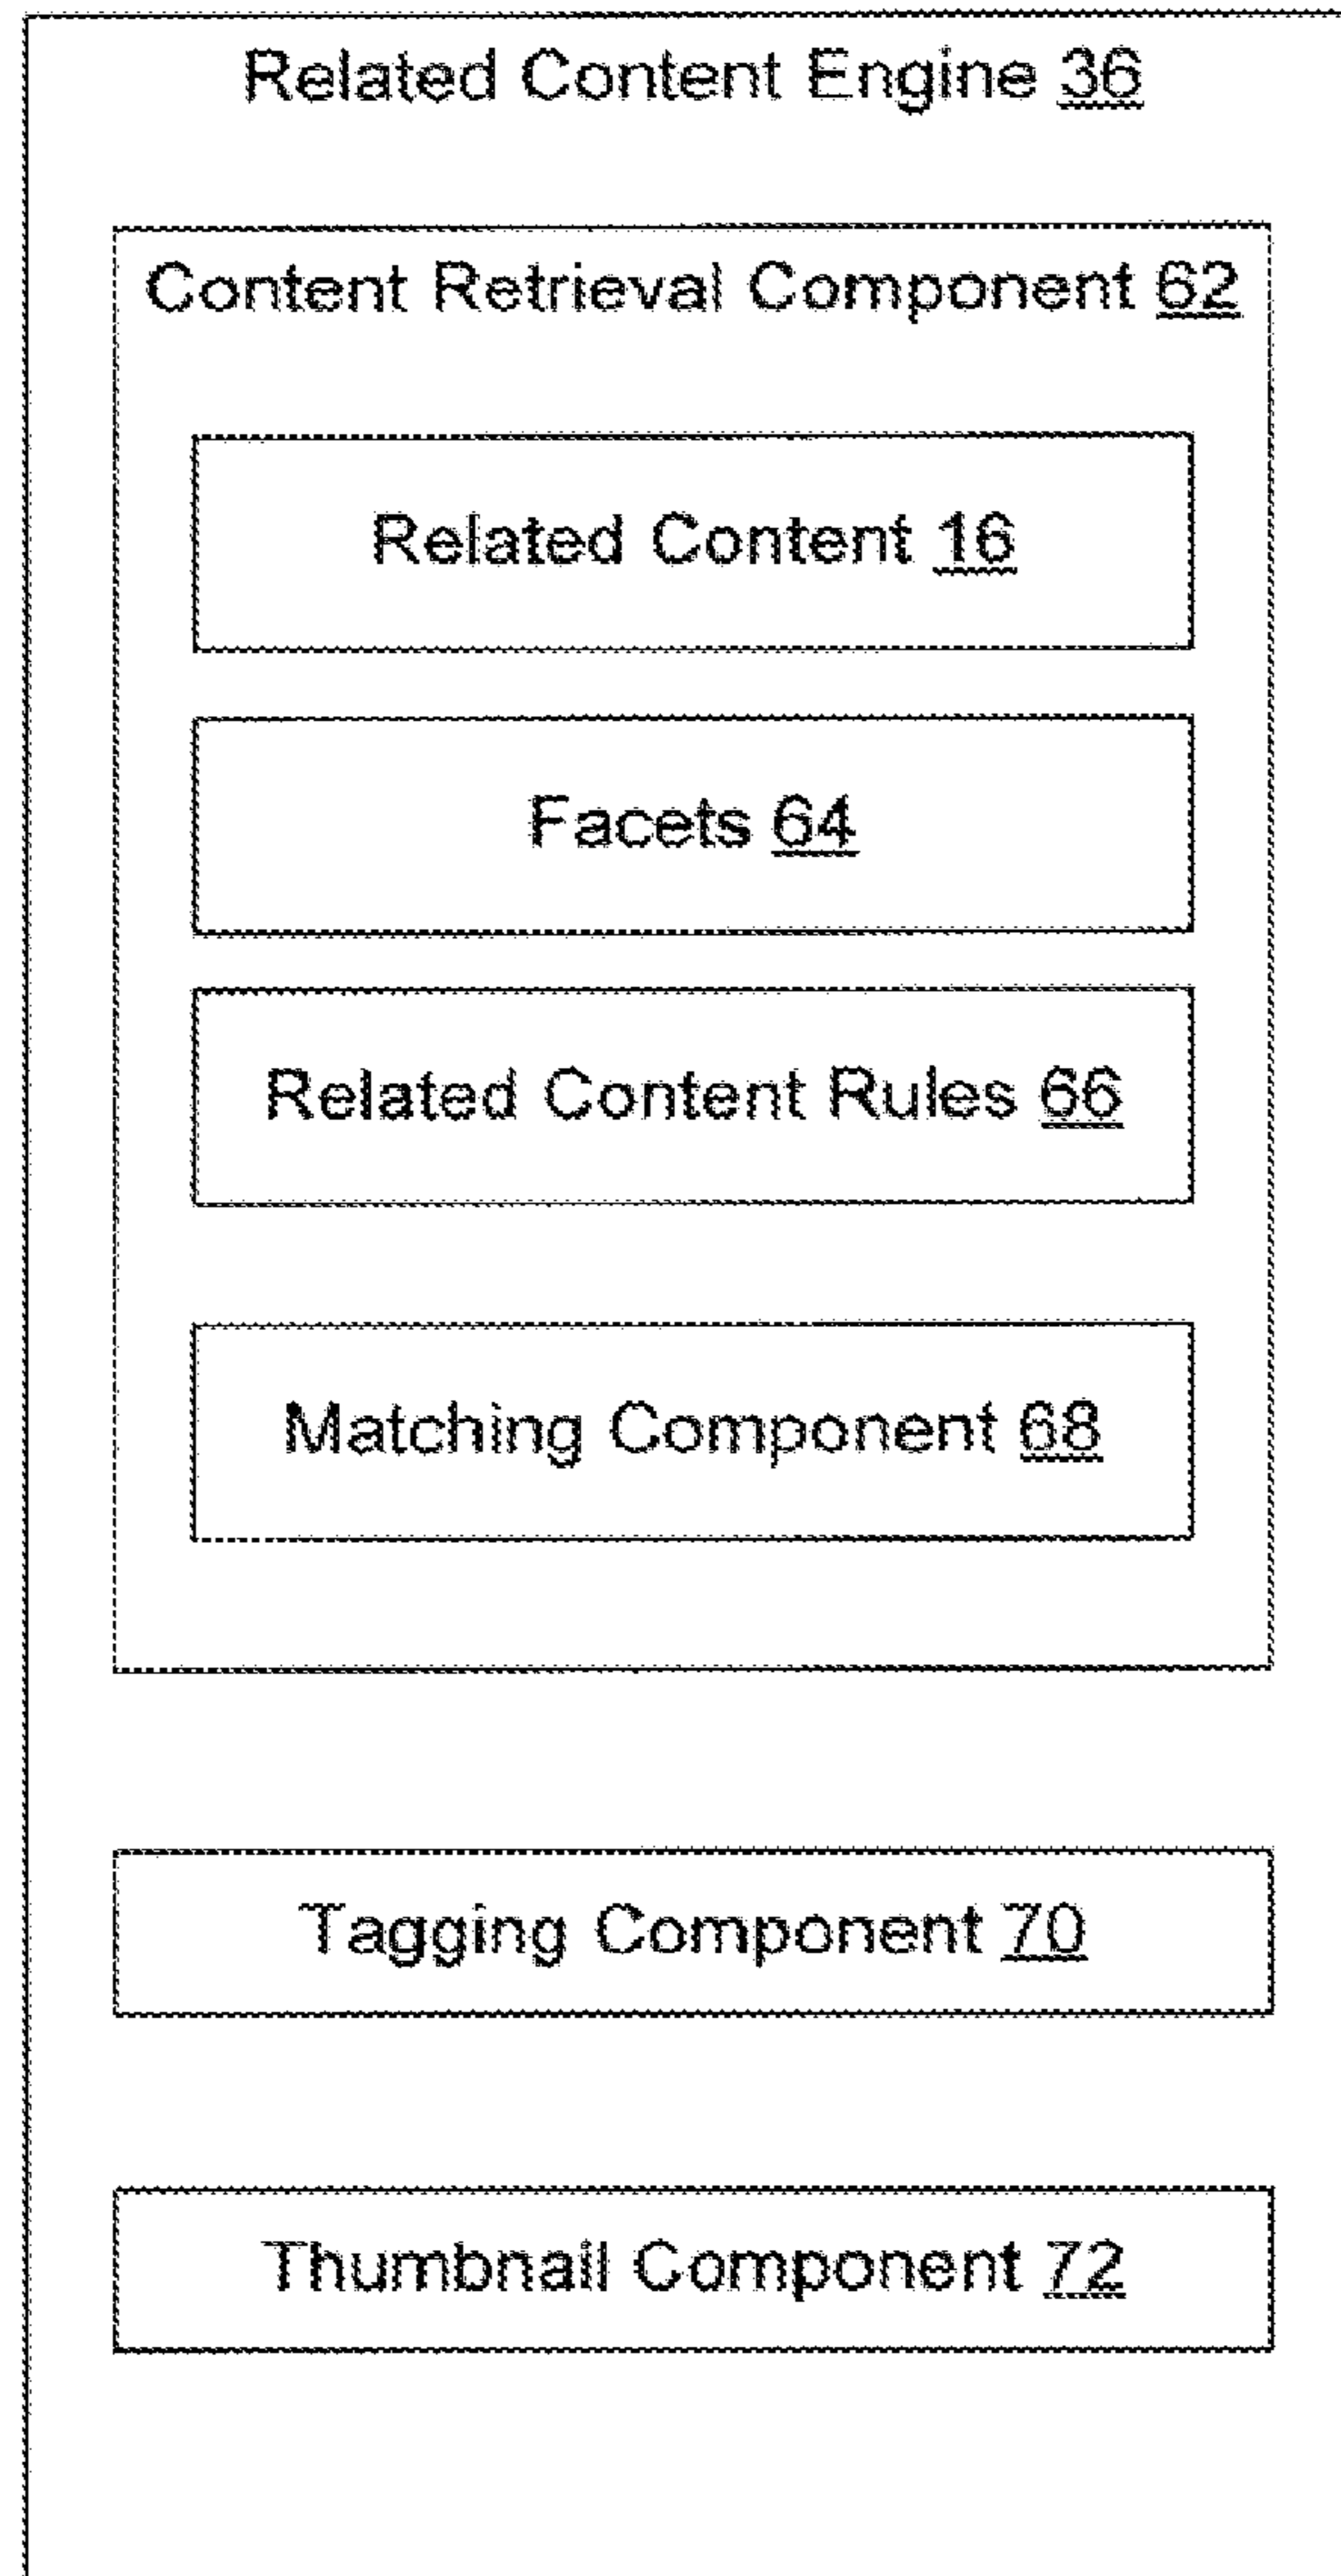 Related Content Engine 36
Content Retrieval Component 62
Related Content 16
Facets 64
Related Content Rules 66
Matching Component 68
Tagging Component 70
Thumbnail Component 72